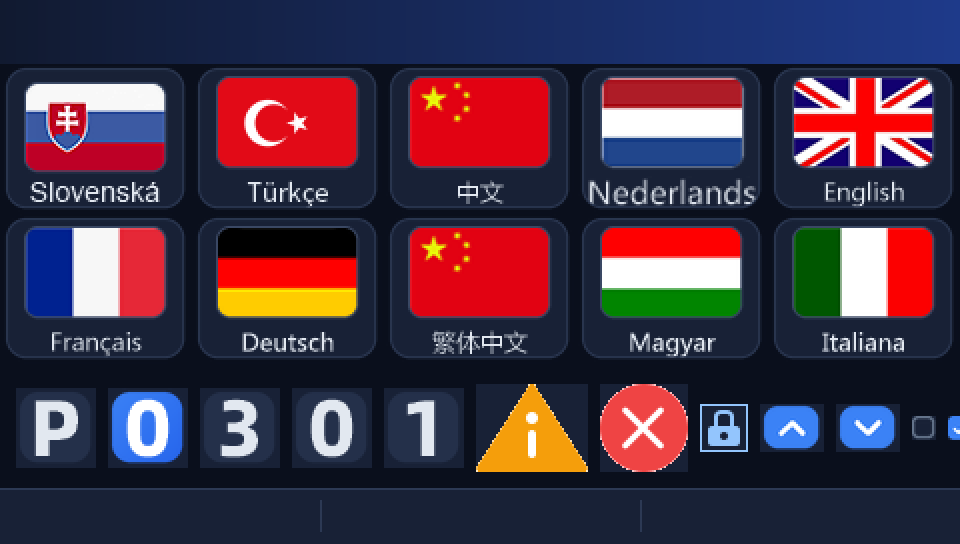 Slovenská Türkçe 中文 Nederlands English
Français Deutsch 繁体中文 Magyar Italiana
P 0 3 0 1